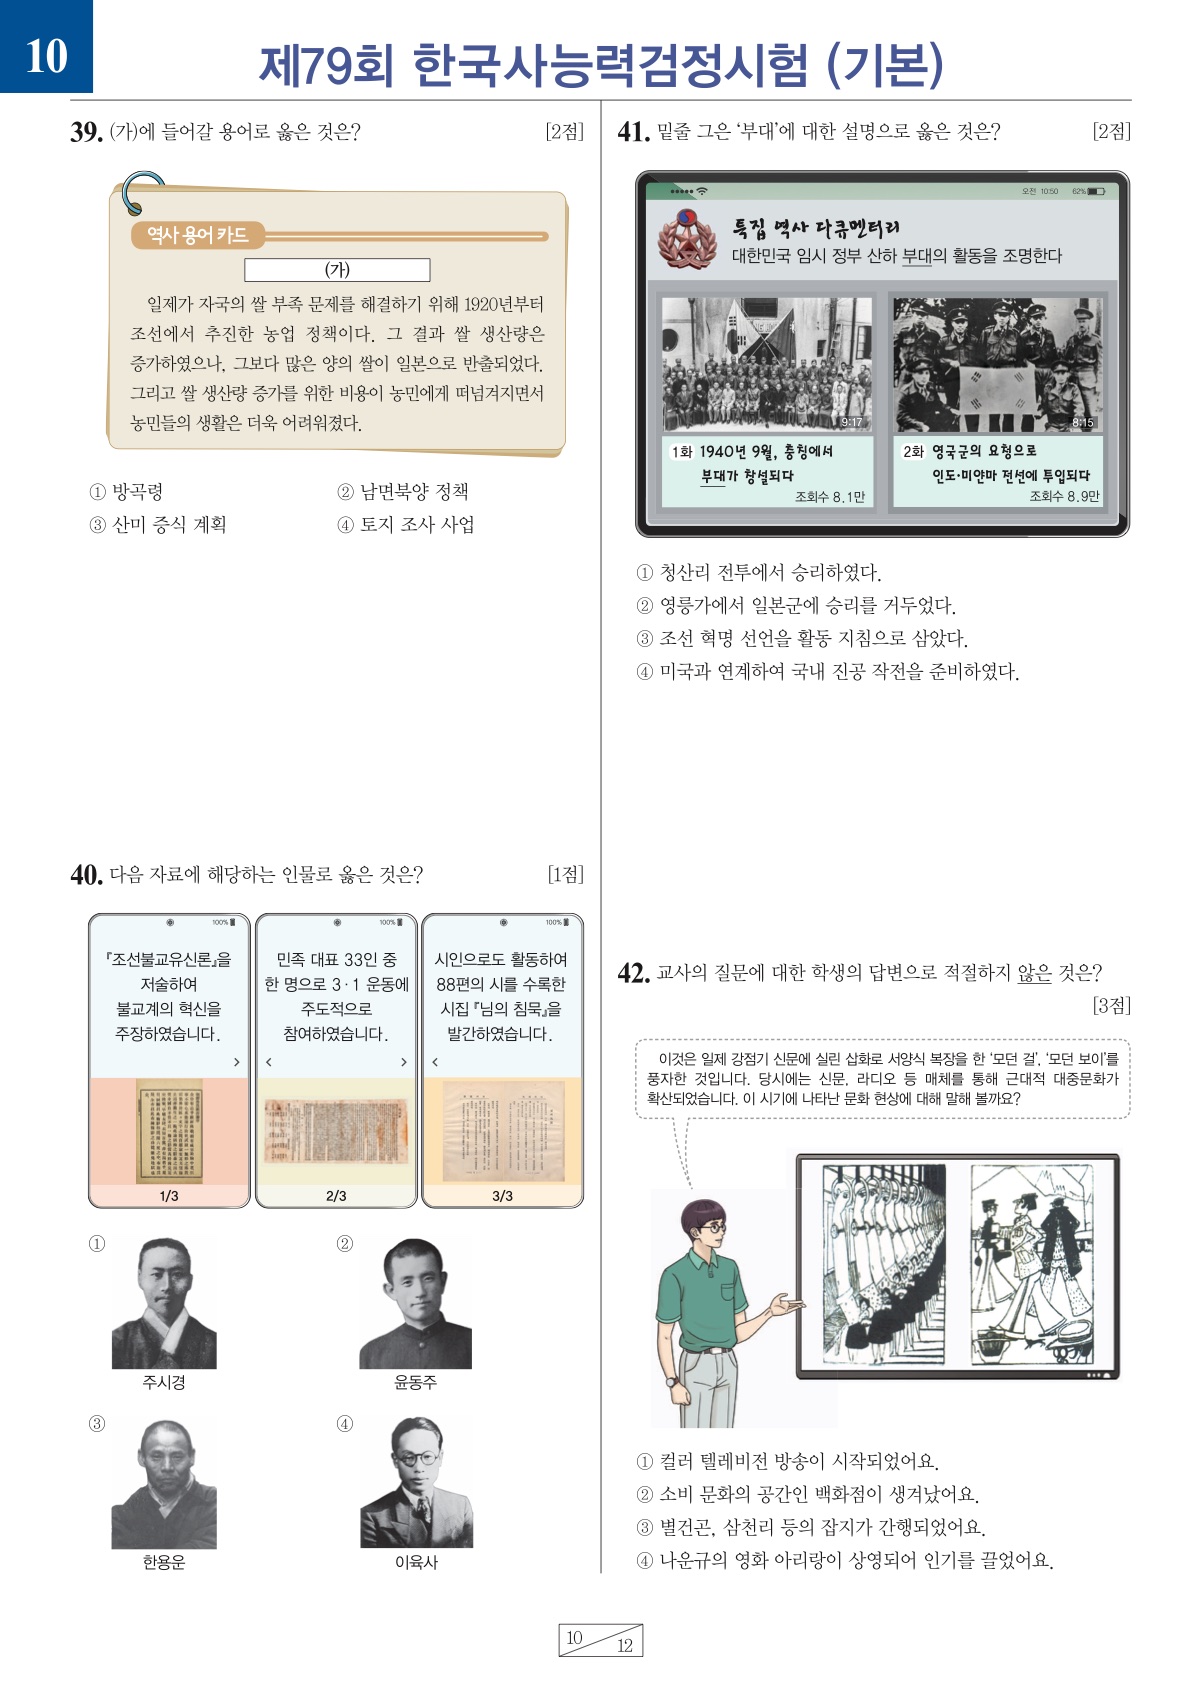 10
제79회 한국사능력검정시험 (기본)
39. (가)에 들어갈 용어로 옳은 것은? [2점]
역사 용어 카드
(가)
일제가 자국의 쌀 부족 문제를 해결하기 위해 1920년부터
조선에서 추진한 농업 정책이다. 그 결과 쌀 생산량은
증가하였으나, 그보다 많은 양의 쌀이 일본으로 반출되었다.
그리고 쌀 생산량 증가를 위한 비용이 농민에게 떠넘겨지면서
농민들의 생활은 더욱 어려워졌다.
① 방곡령 ② 남면북양 정책
③ 산미 증식 계획 ④ 토지 조사 사업
40. 다음 자료에 해당하는 인물로 옳은 것은? [1점]
100%
『조선불교유신론』을
저술하여
불교계의 혁신을
주장하였습니다.
1/3
100%
민족 대표 33인 중
한 명으로 3·1 운동에
주도적으로
참여하였습니다.
2/3
100%
시인으로도 활동하여
88편의 시를 수록한
시집 『님의 침묵』을
발간하였습니다.
3/3
① ②
주시경 윤동주
③ ④
한용운 이육사
41. 밑줄 그은 ‘부대’에 대한 설명으로 옳은 것은? [2점]
오전 10:50 62%
특집 역사 다큐멘터리
대한민국 임시 정부 산하 부대의 활동을 조명한다
9:17
1화 1940년 9월, 충칭에서
부대가 창설되다
조회수 8.1만
8:15
2화 영국군의 요청으로
인도·미얀마 전선에 투입되다
조회수 8.9만
① 청산리 전투에서 승리하였다.
② 영릉가에서 일본군에 승리를 거두었다.
③ 조선 혁명 선언을 활동 지침으로 삼았다.
④ 미국과 연계하여 국내 진공 작전을 준비하였다.
42. 교사의 질문에 대한 학생의 답변으로 적절하지 않은 것은?
[3점]
이것은 일제 강점기 신문에 실린 삽화로 서양식 복장을 한 ‘모던 걸’, ‘모던 보이’를
풍자한 것입니다. 당시에는 신문, 라디오 등 매체를 통해 근대적 대중문화가
확산되었습니다. 이 시기에 나타난 문화 현상에 대해 말해 볼까요?
① 컬러 텔레비전 방송이 시작되었어요.
② 소비 문화의 공간인 백화점이 생겨났어요.
③ 별건곤, 삼천리 등의 잡지가 간행되었어요.
④ 나운규의 영화 아리랑이 상영되어 인기를 끌었어요.
10
12